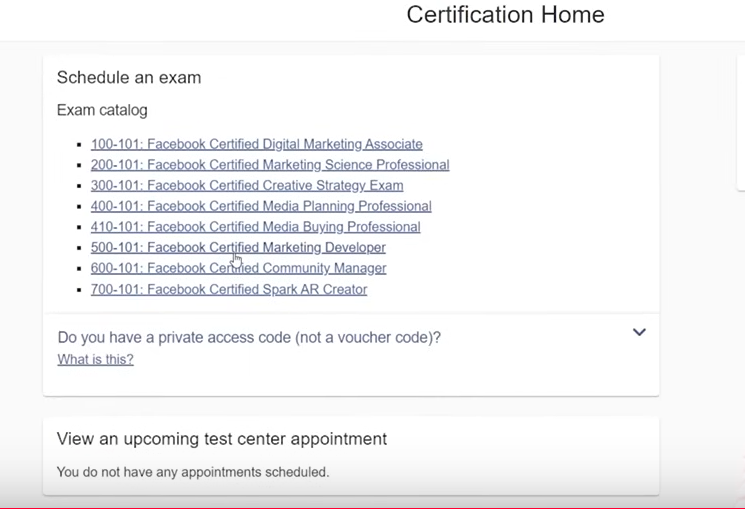 Certification Home
Schedule an exam
Exam catalog
100-101: Facebook Certified Digital Marketing Associate
200-101: Facebook Certified Marketing Science Professional
300-101: Facebook Certified Creative Strategy Exam
400-101: Facebook Certified Media Planning Professional
410-101: Facebook Certified Media Buying Professional
500-101: Facebook Certified Marketing Developer
600-101: Facebook Certified Community Manager
700-101: Facebook Certified Spark AR Creator
Do you have a private access code (not a voucher code)?
What is this?
View an upcoming test center appointment
You do not have any appointments scheduled.